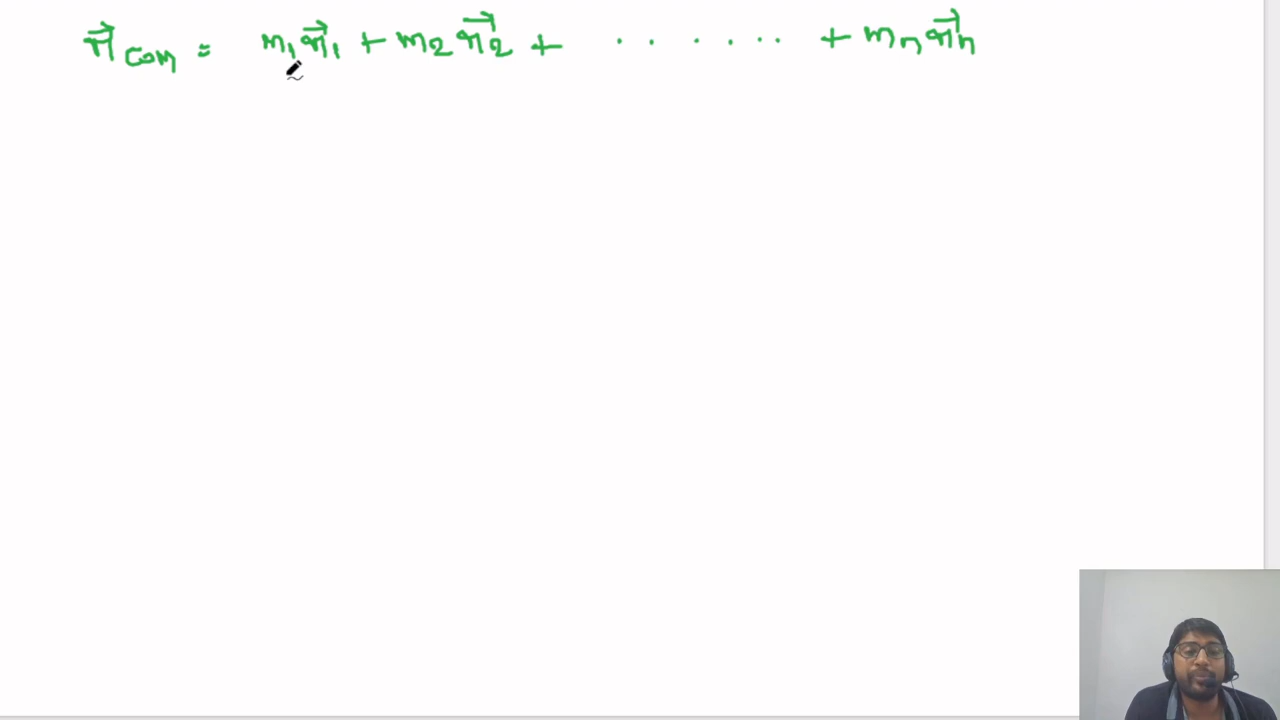 r⃗com = m₁r⃗₁ + m₂r⃗₂ + . . . . . . + mₙr⃗ₙ